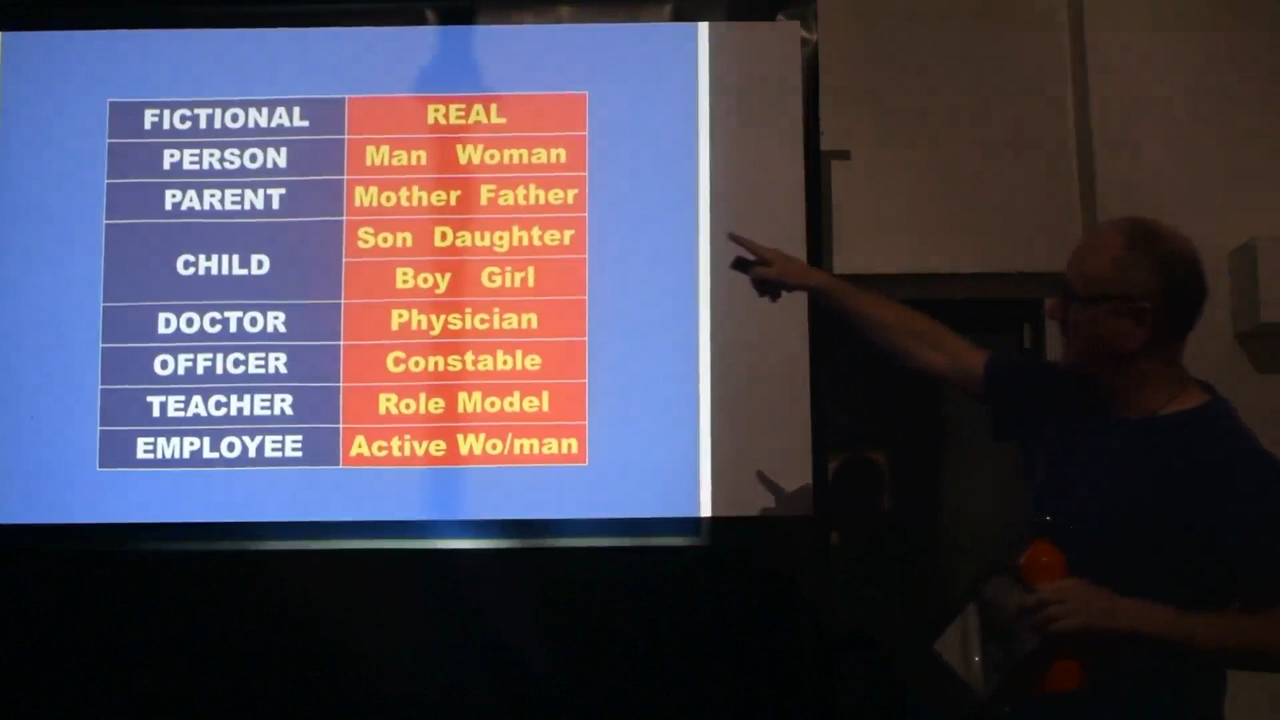 FICTIONAL REAL
PERSON Man Woman
PARENT Mother Father
CHILD Son Daughter
Boy Girl
DOCTOR Physician
OFFICER Constable
TEACHER Role Model
EMPLOYEE Active Wo/man